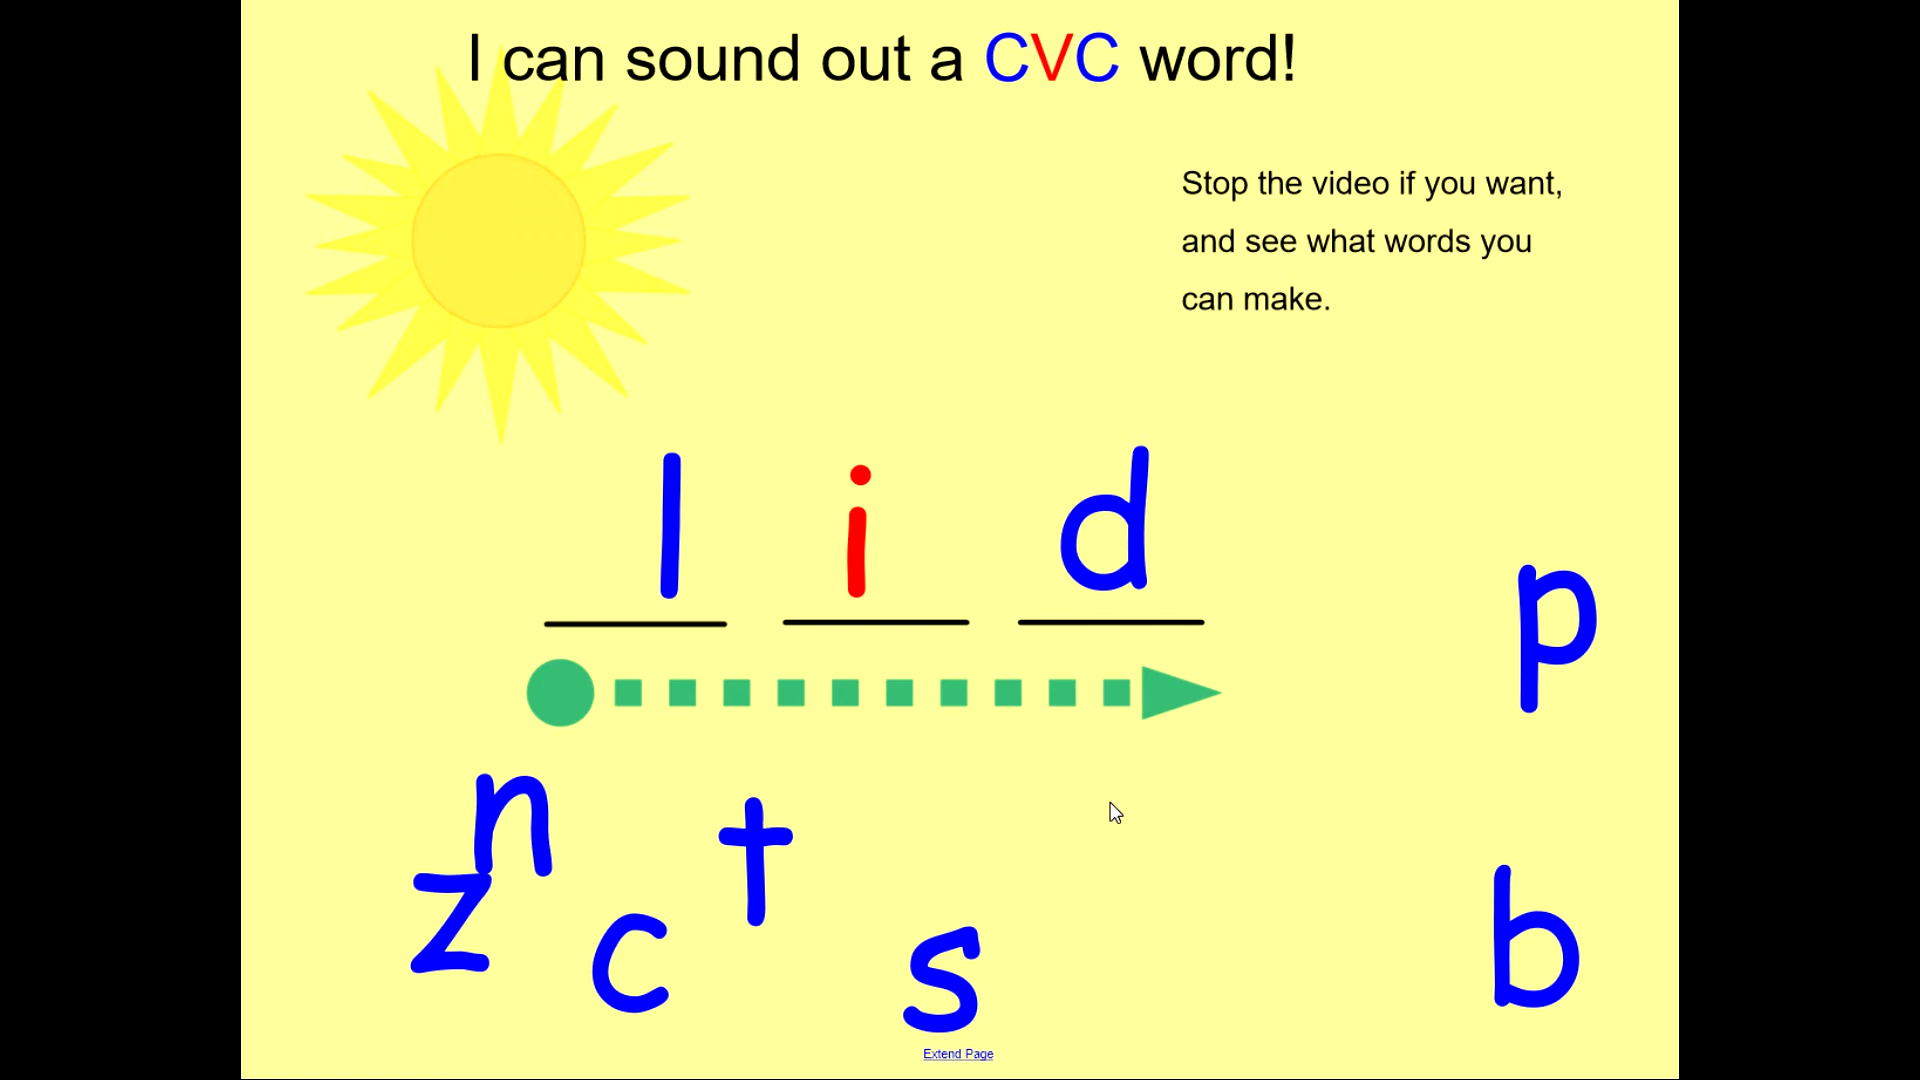 I can sound out a CVC word!
Stop the video if you want,
and see what words you
can make.
l i d
p
n
t
z
c
s
b
Extend Page